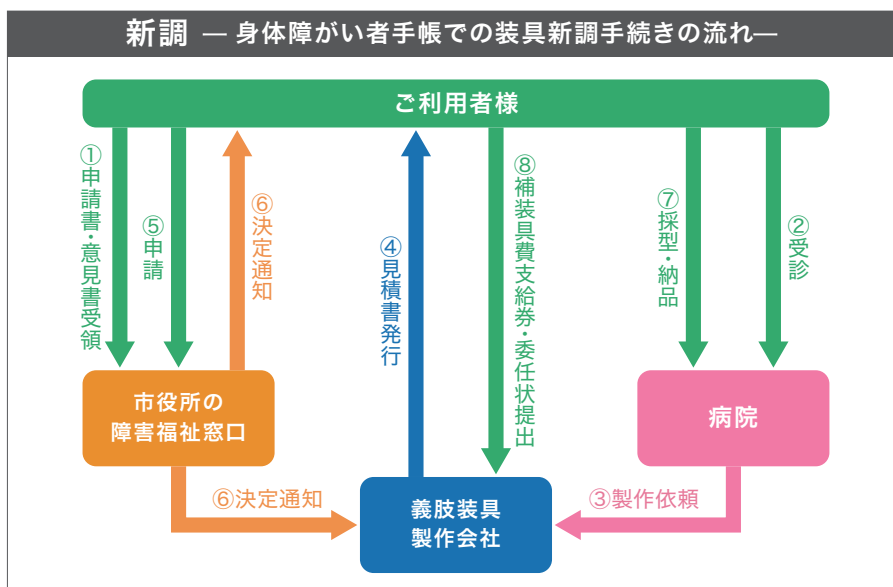 新調 ― 身体障がい者手帳での装具新調手続きの流れ―
ご利用者様
①申請書・意見書受領
⑤申請
⑥決定通知
④見積書発行
⑧補装具費支給券・委任状提出
⑦採型・納品
②受診
市役所の
障害福祉窓口
病院
⑥決定通知
義肢装具
製作会社
③製作依頼